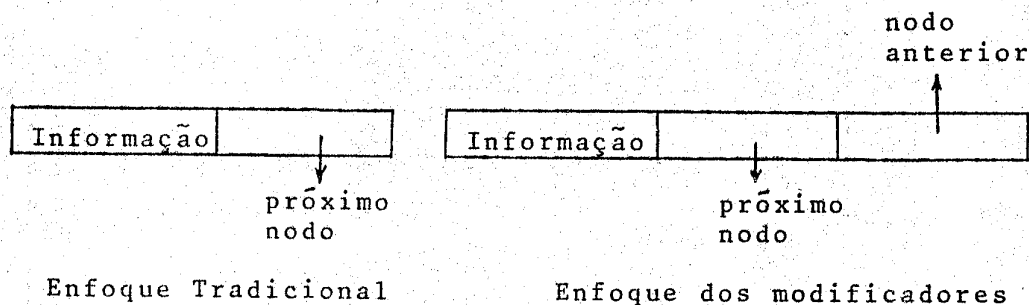 nodo
anterior
Informação
Informação
próximo
nodo
próximo
nodo
Enfoque Tradicional
Enfoque dos modificadores